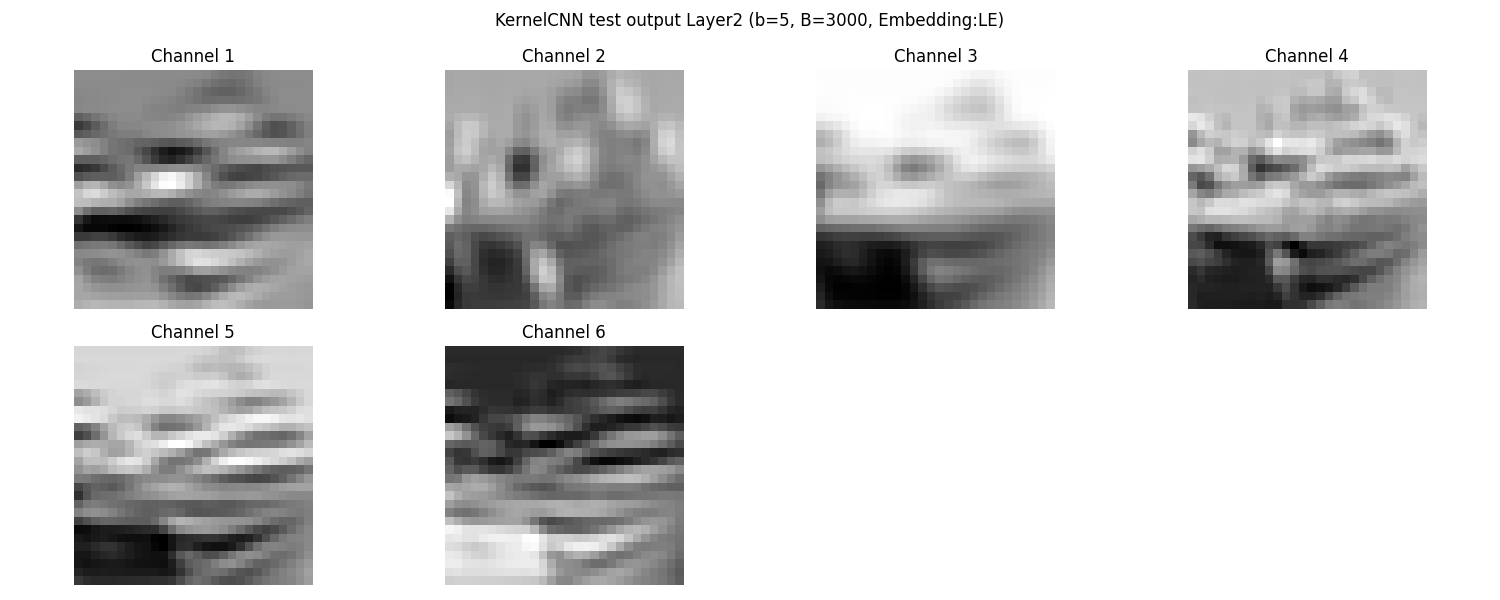 KernelCNN test output Layer2 (b=5, B=3000, Embedding:LE)
Channel 1
Channel 2
Channel 3
Channel 4
Channel 5
Channel 6